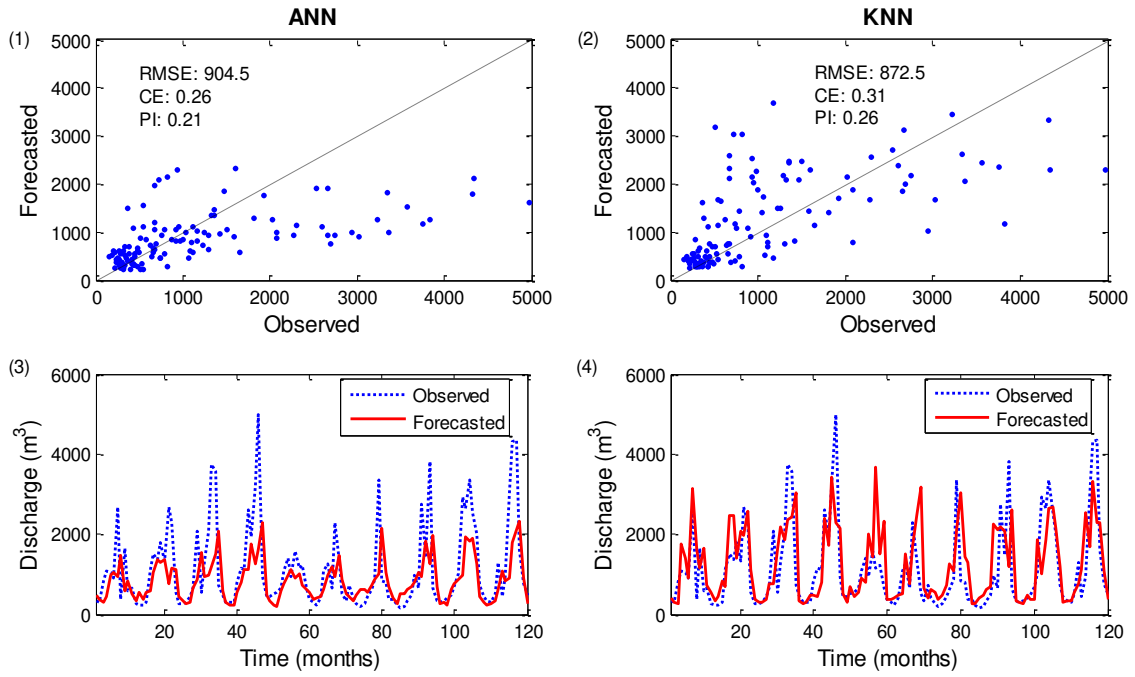 ANN
(1)
5000
4000
3000
2000
1000
0
Forecasted
RMSE: 904.5
CE: 0.26
PI: 0.21
0 1000 2000 3000 4000 5000
Observed
KNN
(2)
5000
4000
3000
2000
1000
0
Forecasted
RMSE: 872.5
CE: 0.31
PI: 0.26
0 1000 2000 3000 4000 5000
Observed
(3)
6000
4000
2000
0
Discharge (m³)
Observed
Forecasted
20 40 60 80 100 120
Time (months)
(4)
6000
4000
2000
0
Discharge (m³)
Observed
Forecasted
20 40 60 80 100 120
Time (months)